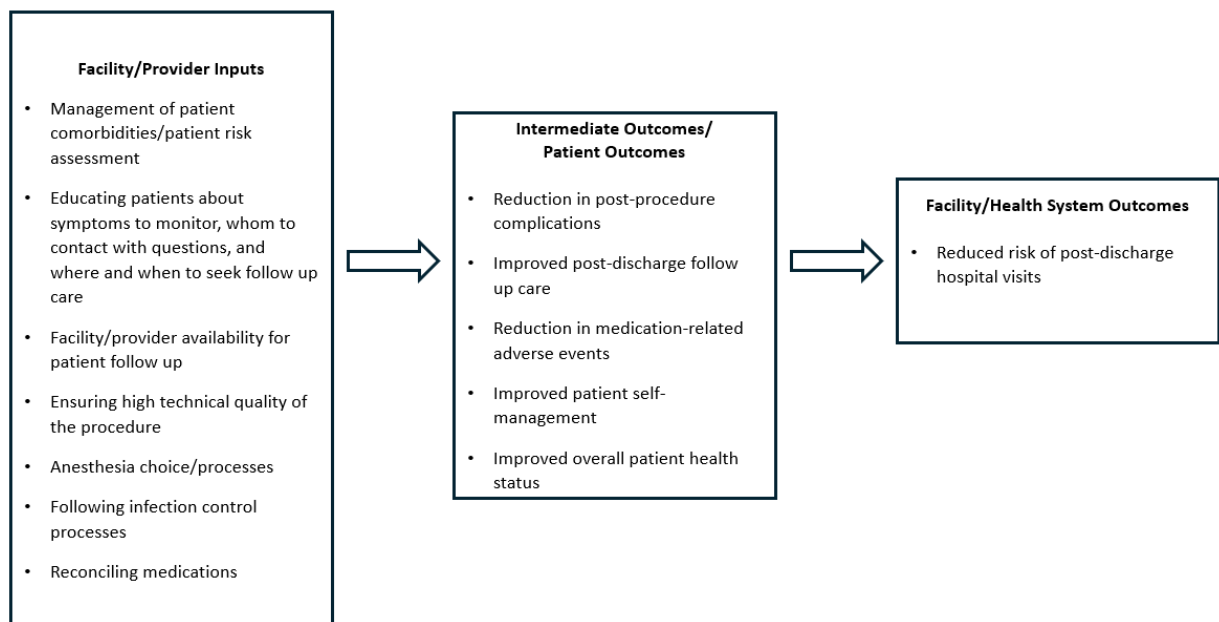 Facility/Provider Inputs
• Management of patient
comorbidities/patient risk
assessment
• Educating patients about
symptoms to monitor, whom to
contact with questions, and
where and when to seek follow up
care
• Facility/provider availability for
patient follow up
• Ensuring high technical quality of
the procedure
• Anesthesia choice/processes
• Following infection control
processes
• Reconciling medications
Intermediate Outcomes/
Patient Outcomes
• Reduction in post-procedure
complications
• Improved post-discharge follow
up care
• Reduction in medication-related
adverse events
• Improved patient self-
management
• Improved overall patient health
status
Facility/Health System Outcomes
• Reduced risk of post-discharge
hospital visits